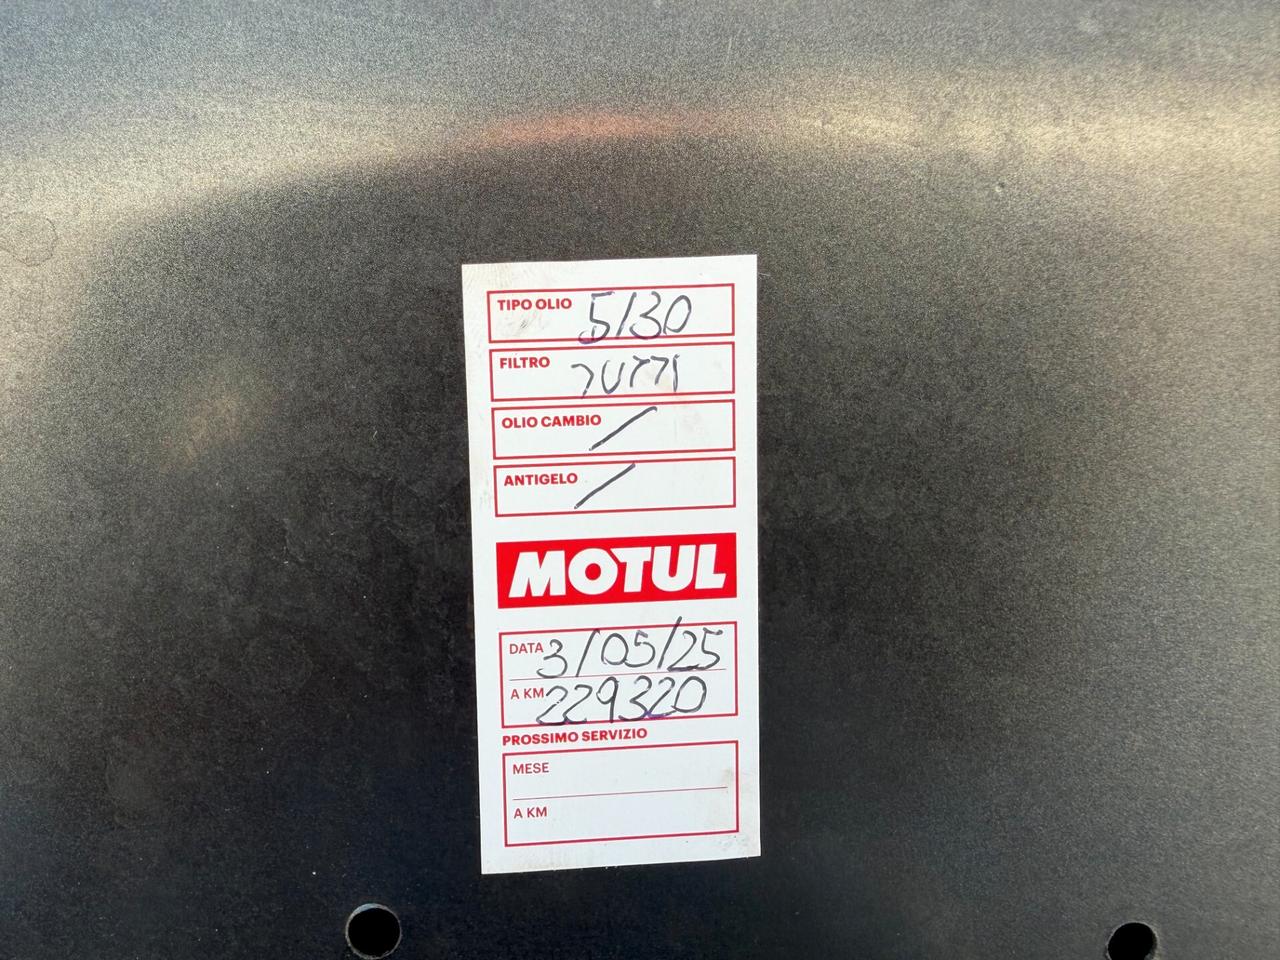 TIPO OLIO 5/30
FILTRO TUTTI
OLIO CAMBIO /
ANTIGELO /
MOTUL
DATA 3/05/25
A KM 229320
PROSSIMO SERVIZIO
MESE
A KM